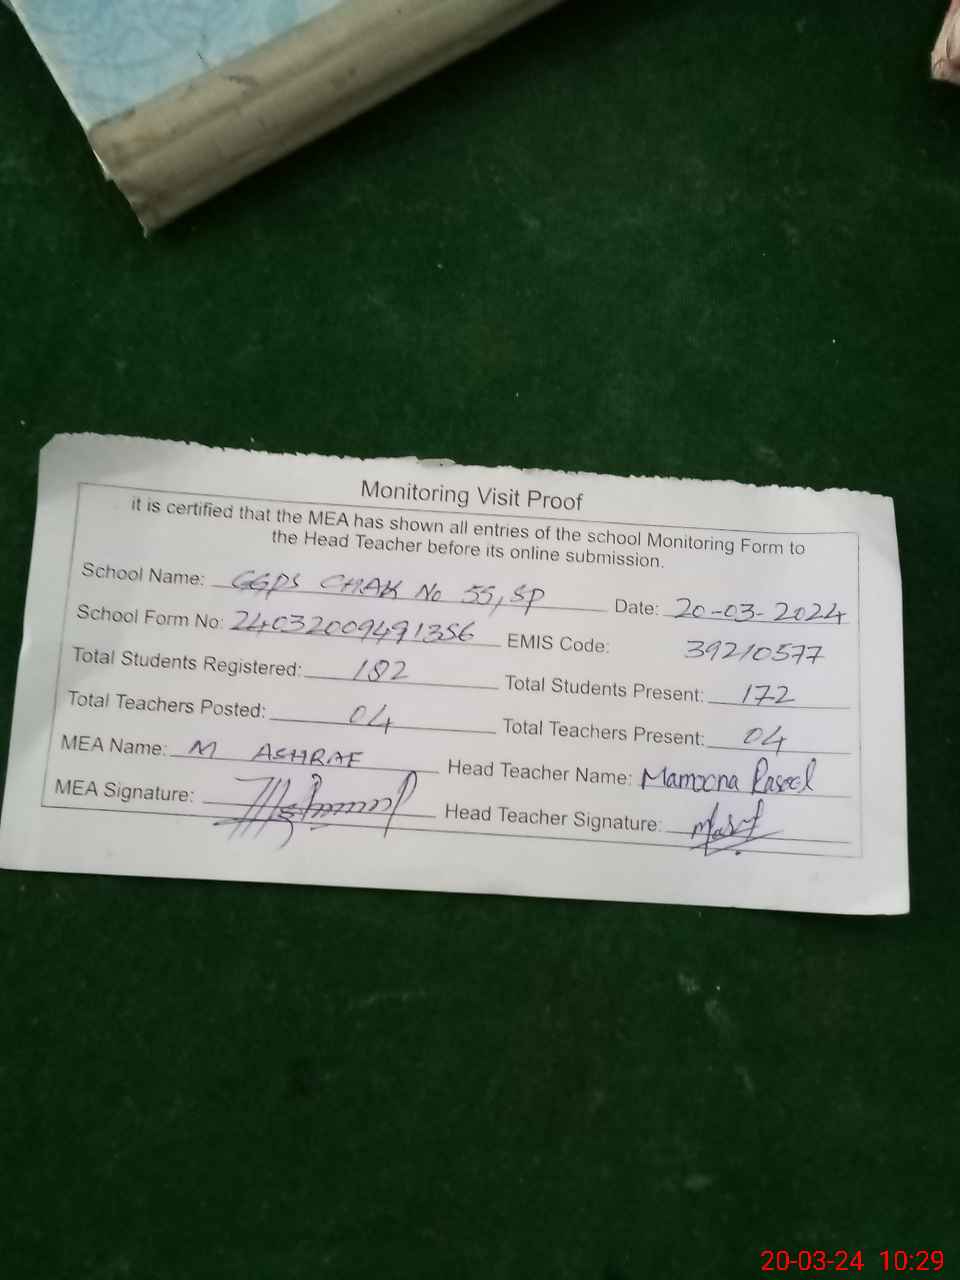 Monitoring Visit Proof
it is certified that the MEA has shown all entries of the school Monitoring Form to
the Head Teacher before its online submission.
School Name: GGPS CHAK No 55, SP Date: 20-03-2024
School Form No: 24032009491356 EMIS Code: 39210577
Total Students Registered: 182 Total Students Present: 172
Total Teachers Posted: 04 Total Teachers Present: 04
MEA Name: M ASHRAF Head Teacher Name: Mamoona Rasool
MEA Signature: Head Teacher Signature:
20-03-24 10:29